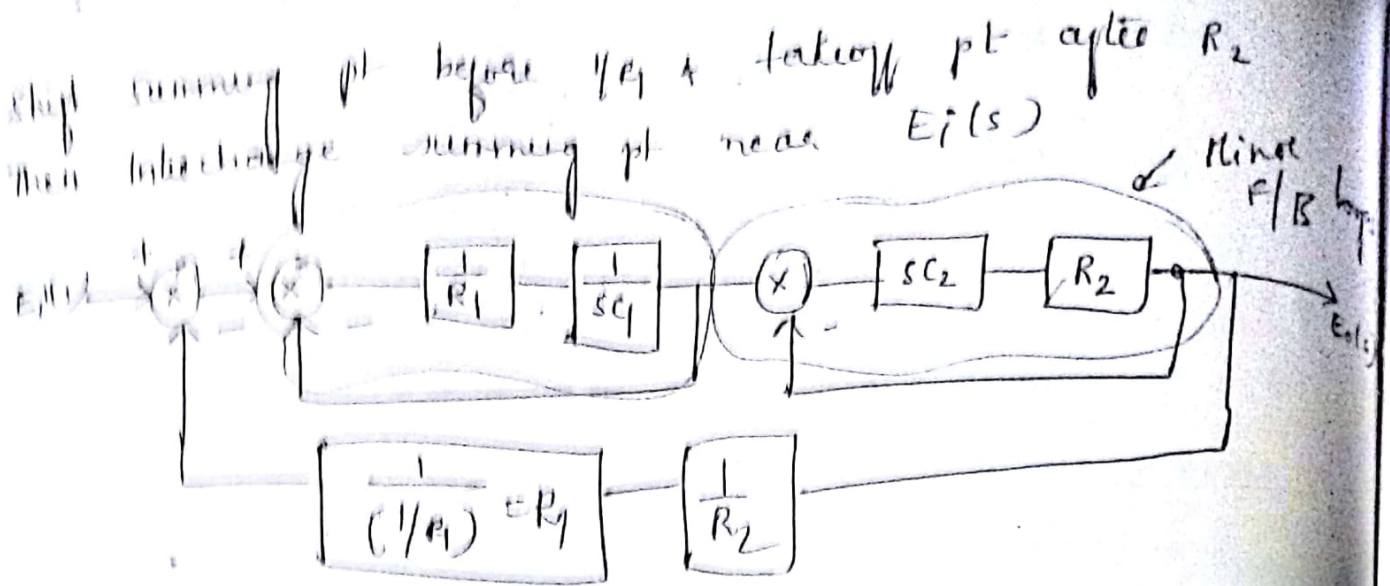 Shift summing pt before 1/R1 & takeoff pt after R2
Then interchange summing pt near Ei(s)
Minor
F/B loop
Ei(s)
+
+
-
-
1/R1
1/sC1
-
sC2
R2
Eo(s)
1/(1/R1) = R1
1/R2